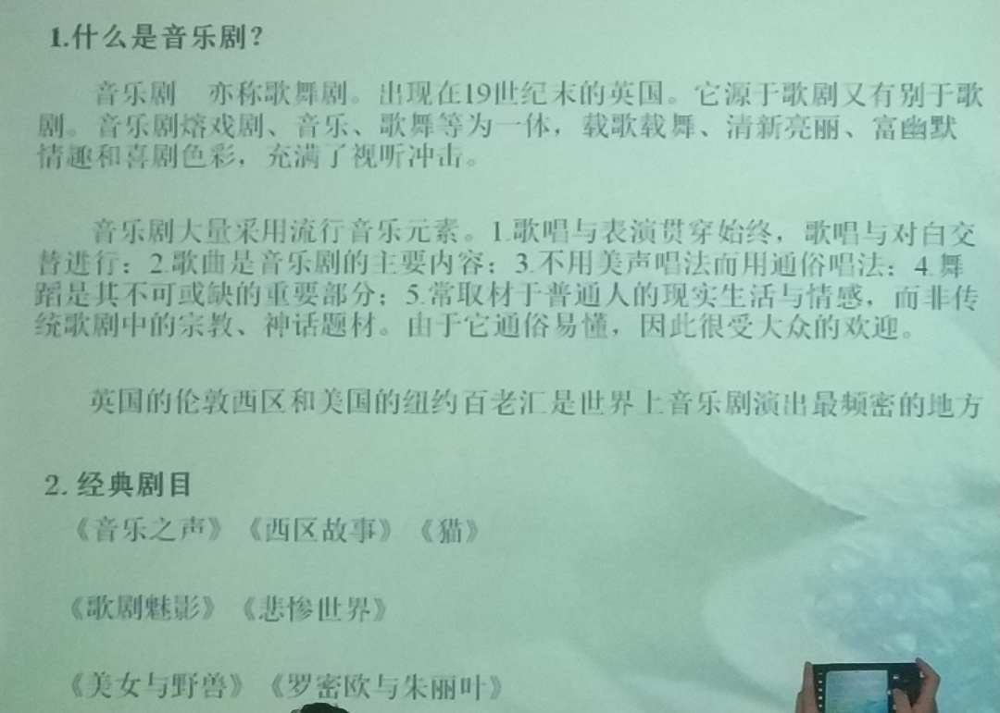 1.什么是音乐剧?
音乐剧 亦称歌舞剧。出现在19世纪末的英国。它源于歌剧又有别于歌
剧。音乐剧熔戏剧、音乐、歌舞等为一体，载歌载舞、清新亮丽、富幽默
情趣和喜剧色彩，充满了视听冲击。
音乐剧大量采用流行音乐元素。1.歌唱与表演贯穿始终，歌唱与对白交
替进行；2.歌曲是音乐剧的主要内容；3.不用美声唱法而用通俗唱法；4.舞
蹈是其不可或缺的重要部分；5.常取材于普通人的现实生活与情感，而非传
统歌剧中的宗教、神话题材。由于它通俗易懂，因此很受大众的欢迎。
英国的伦敦西区和美国的纽约百老汇是世界上音乐剧演出最频密的地方
2. 经典剧目
《音乐之声》《西区故事》《猫》
《歌剧魅影》《悲惨世界》
《美女与野兽》《罗密欧与朱丽叶》